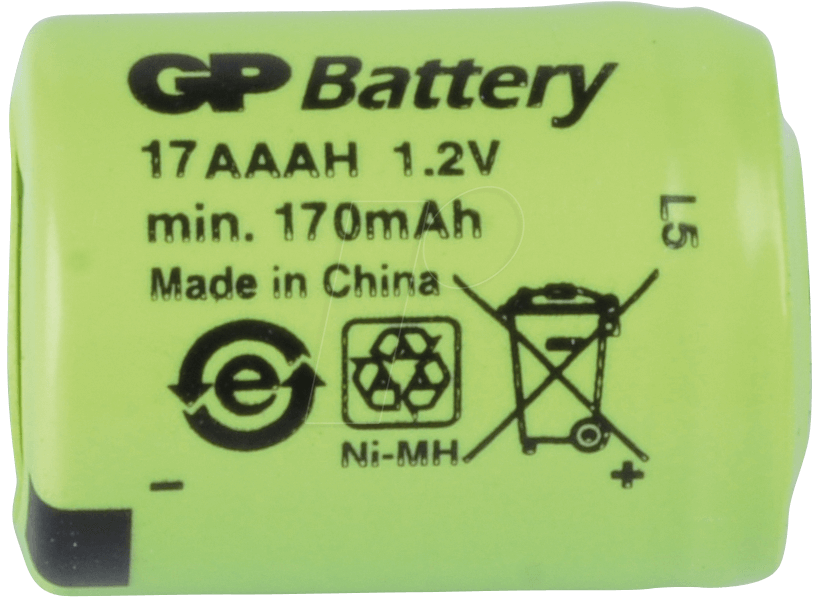 GP Battery
17AAAH 1.2V
min. 170mAh
L5
Made in China
e
Ni-MH
- +